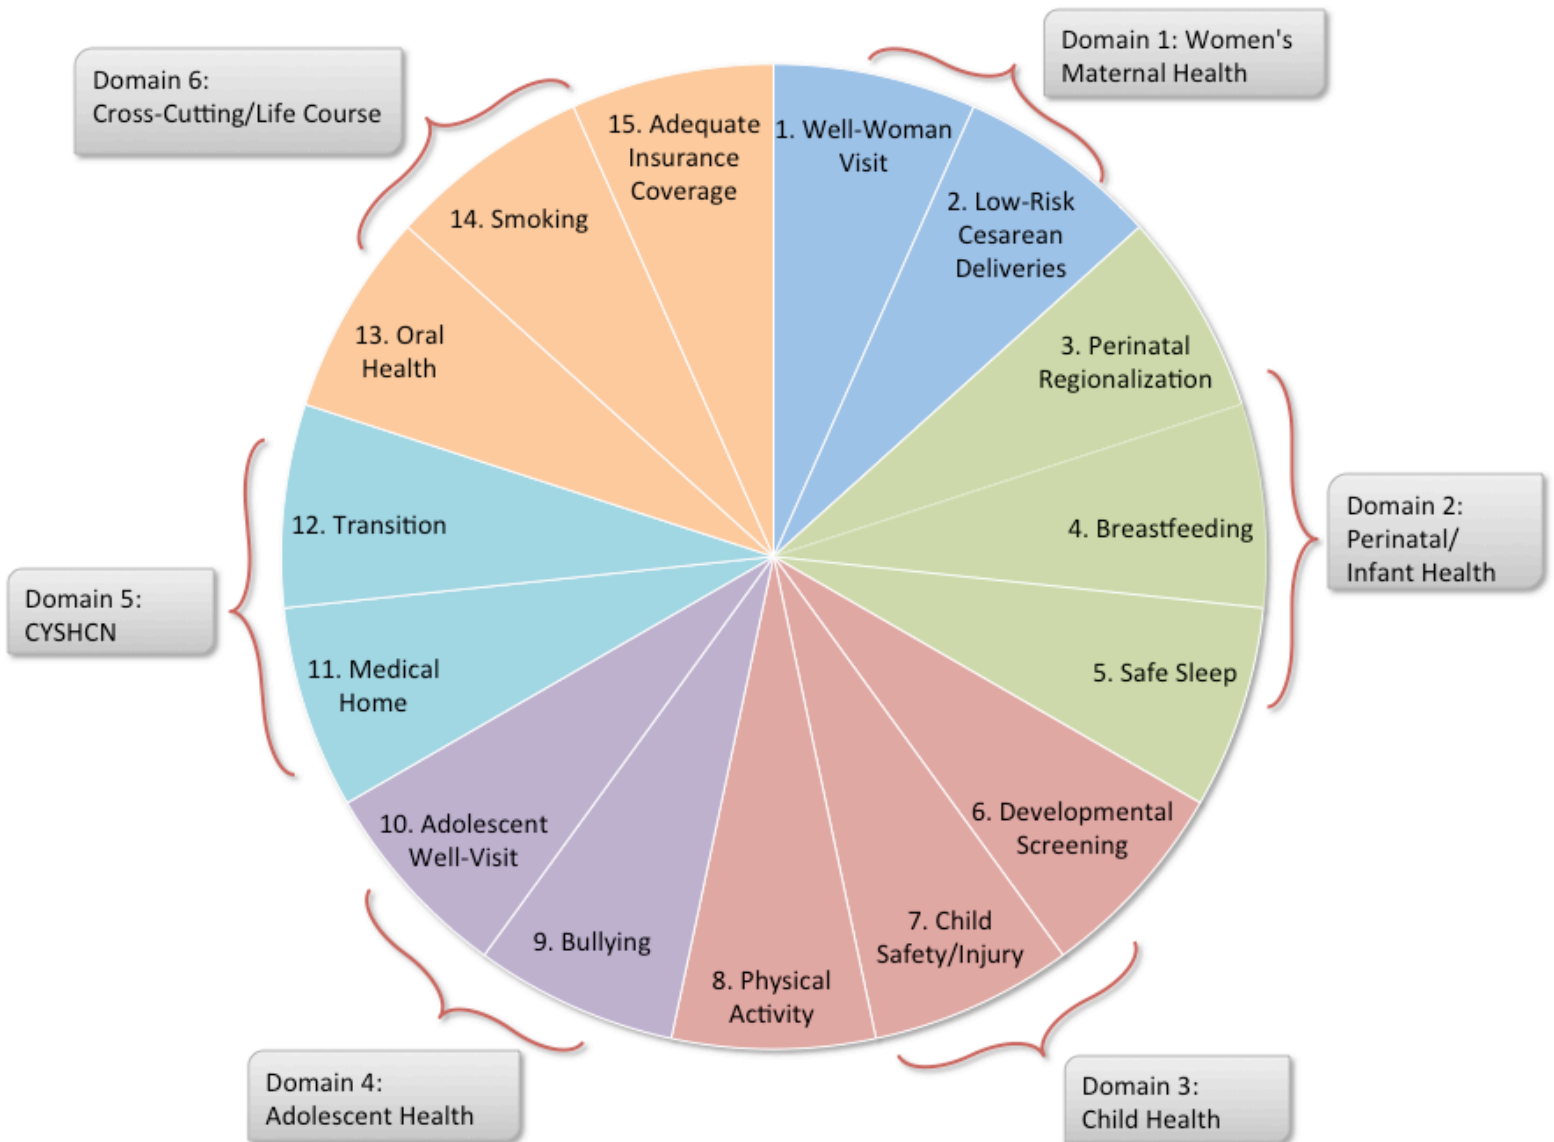 Domain 1: Women's
Maternal Health
Domain 6:
Cross-Cutting/Life Course
15. Adequate
Insurance
Coverage
1. Well-Woman
Visit
14. Smoking
2. Low-Risk
Cesarean
Deliveries
13. Oral
Health
3. Perinatal
Regionalization
12. Transition
4. Breastfeeding
Domain 2:
Perinatal/
Infant Health
Domain 5:
CYSHCN
11. Medical
Home
5. Safe Sleep
10. Adolescent
Well-Visit
6. Developmental
Screening
9. Bullying
7. Child
Safety/Injury
8. Physical
Activity
Domain 4:
Adolescent Health
Domain 3:
Child Health